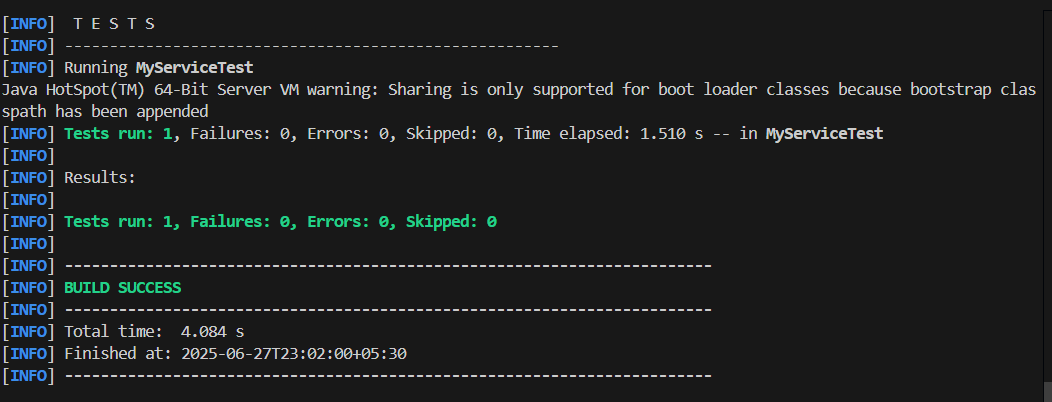 [INFO]  T E S T S
[INFO] -------------------------------------------------------
[INFO] Running MyServiceTest
Java HotSpot(TM) 64-Bit Server VM warning: Sharing is only supported for boot loader classes because bootstrap clas
spath has been appended
[INFO] Tests run: 1, Failures: 0, Errors: 0, Skipped: 0, Time elapsed: 1.510 s -- in MyServiceTest
[INFO]
[INFO] Results:
[INFO]
[INFO] Tests run: 1, Failures: 0, Errors: 0, Skipped: 0
[INFO]
[INFO] ------------------------------------------------------------------------
[INFO] BUILD SUCCESS
[INFO] ------------------------------------------------------------------------
[INFO] Total time:  4.084 s
[INFO] Finished at: 2025-06-27T23:02:00+05:30
[INFO] ------------------------------------------------------------------------